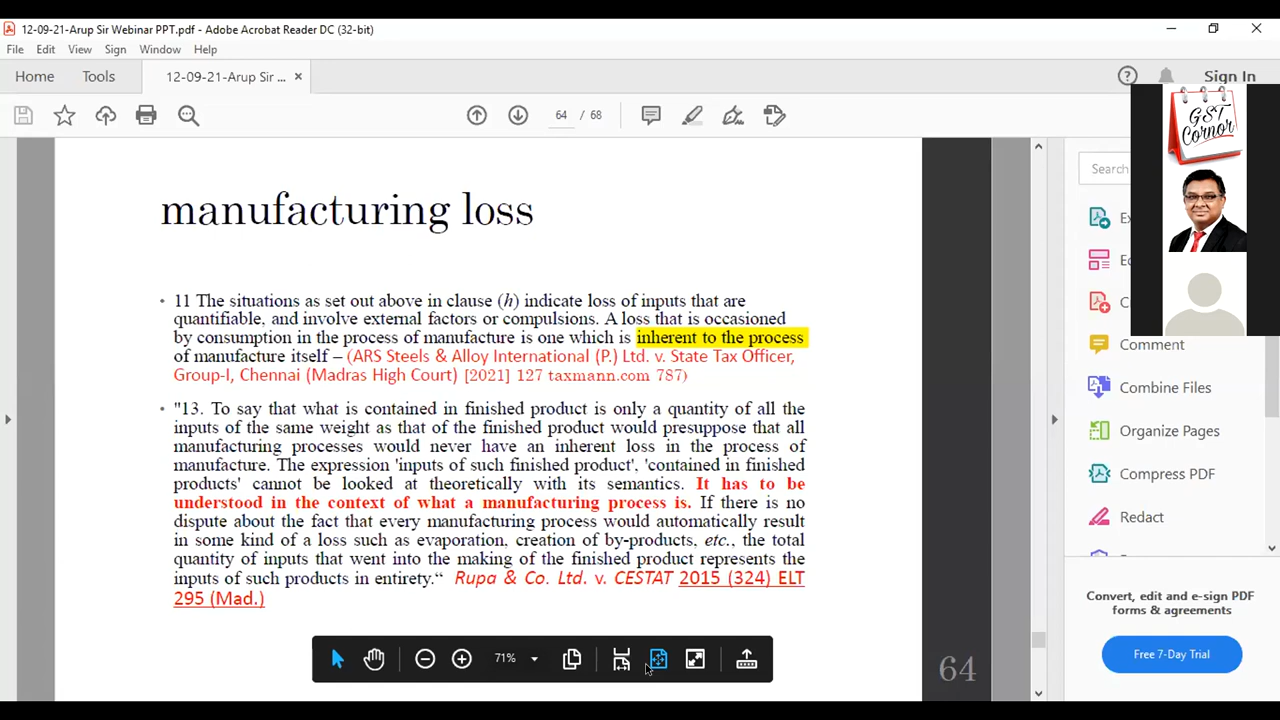 12-09-21-Arup Sir Webinar PPT.pdf - Adobe Acrobat Reader DC (32-bit)
File Edit View Sign Window Help
Home Tools 12-09-21-Arup Sir ... × Sign In
64 / 68
GST
Corner
Search
manufacturing loss
• 11 The situations as set out above in clause (h) indicate loss of inputs that are
quantifiable, and involve external factors or compulsions. A loss that is occasioned
by consumption in the process of manufacture is one which is inherent to the process
of manufacture itself – (ARS Steels & Alloy International (P.) Ltd. v. State Tax Officer,
Group-I, Chennai (Madras High Court) [2021] 127 taxmann.com 787)
• "13. To say that what is contained in finished product is only a quantity of all the
inputs of the same weight as that of the finished product would presuppose that all
manufacturing processes would never have an inherent loss in the process of
manufacture. The expression 'inputs of such finished product', 'contained in finished
products' cannot be looked at theoretically with its semantics. It has to be
understood in the context of what a manufacturing process is. If there is no
dispute about the fact that every manufacturing process would automatically result
in some kind of a loss such as evaporation, creation of by-products, etc., the total
quantity of inputs that went into the making of the finished product represents the
inputs of such products in entirety.“ Rupa & Co. Ltd. v. CESTAT 2015 (324) ELT
295 (Mad.)
71%
64
Comment
Combine Files
Organize Pages
Compress PDF
Redact
Convert, edit and e-sign PDF
forms & agreements
Free 7-Day Trial